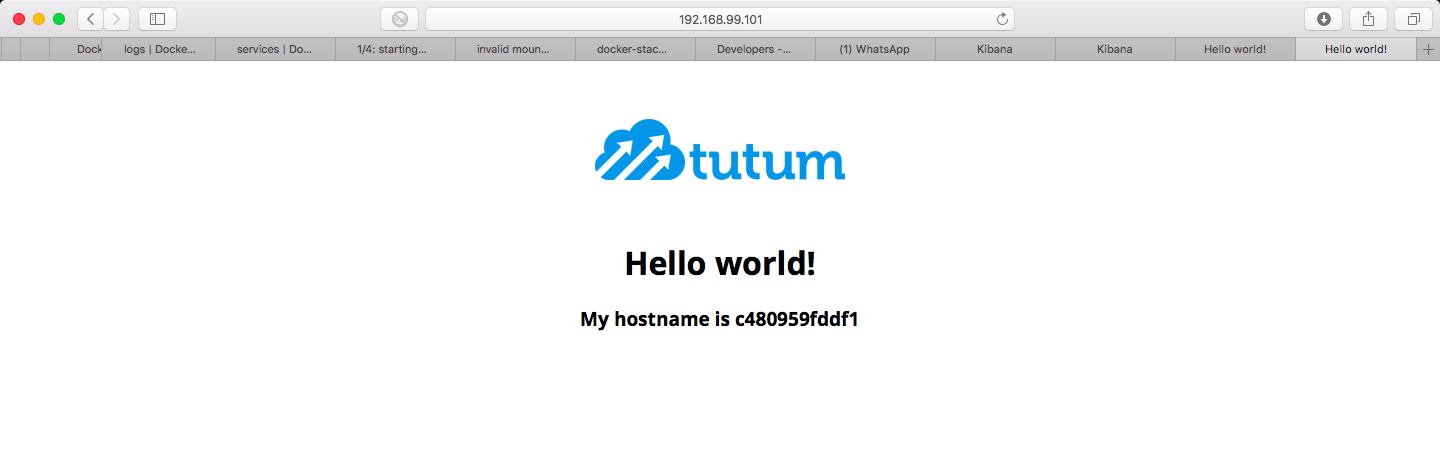 192.168.99.101
Dock
logs | Docke...
services | Do...
1/4: starting...
invalid moun...
docker-stac...
Developers -...
(1) WhatsApp
Kibana
Kibana
Hello world!
Hello world!
tutum
Hello world!
My hostname is c480959fddf1